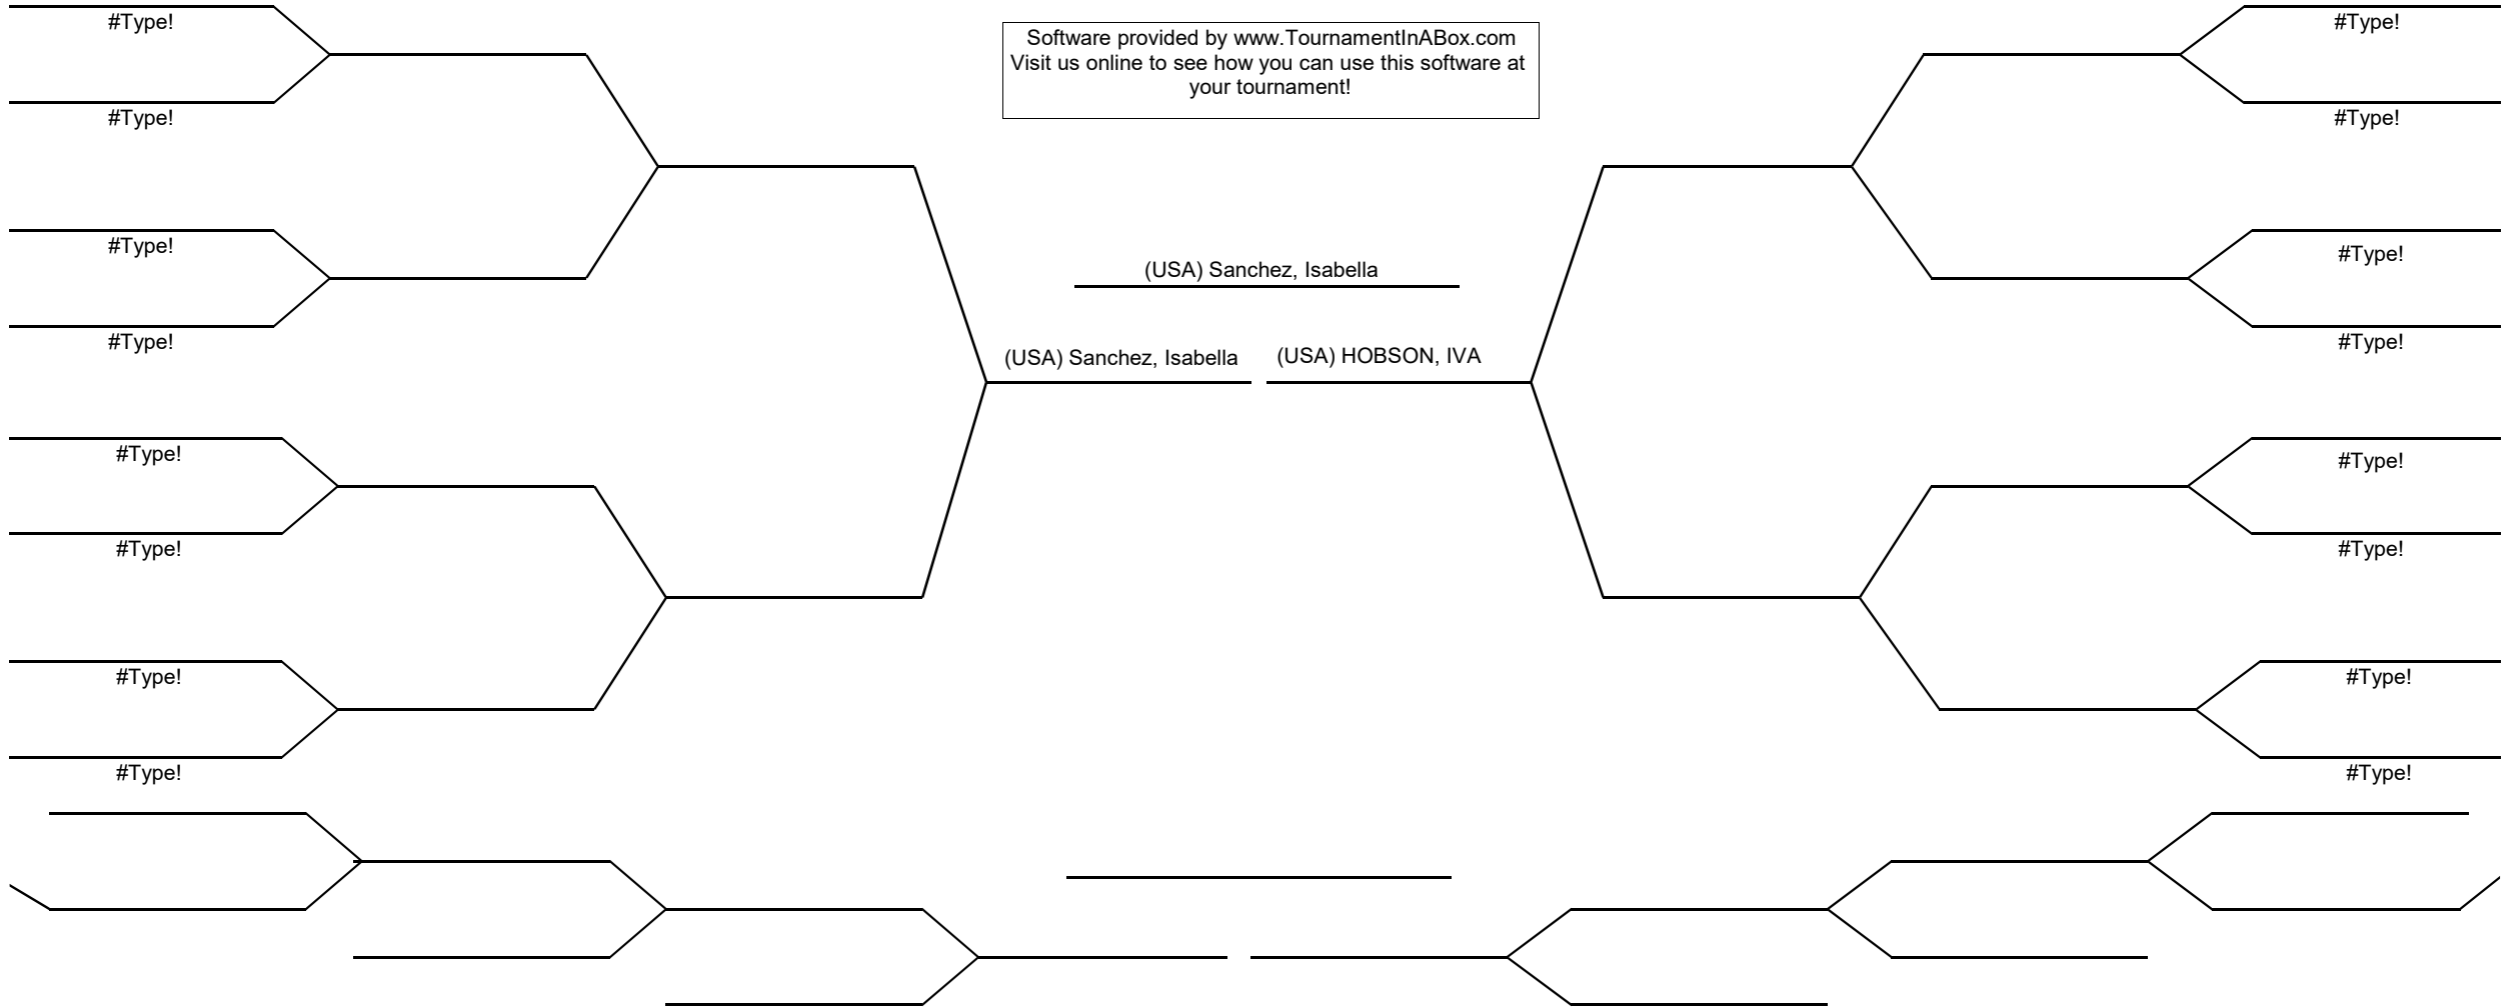 #Type!
Software provided by www.TournamentInABox.com
Visit us online to see how you can use this software at
your tournament!
#Type!
#Type!
#Type!
#Type!
#Type!
(USA) Sanchez, Isabella
#Type!
#Type!
(USA) Sanchez, Isabella
(USA) HOBSON, IVA
#Type!
#Type!
#Type!
#Type!
#Type!
#Type!
#Type!
#Type!
#Type!